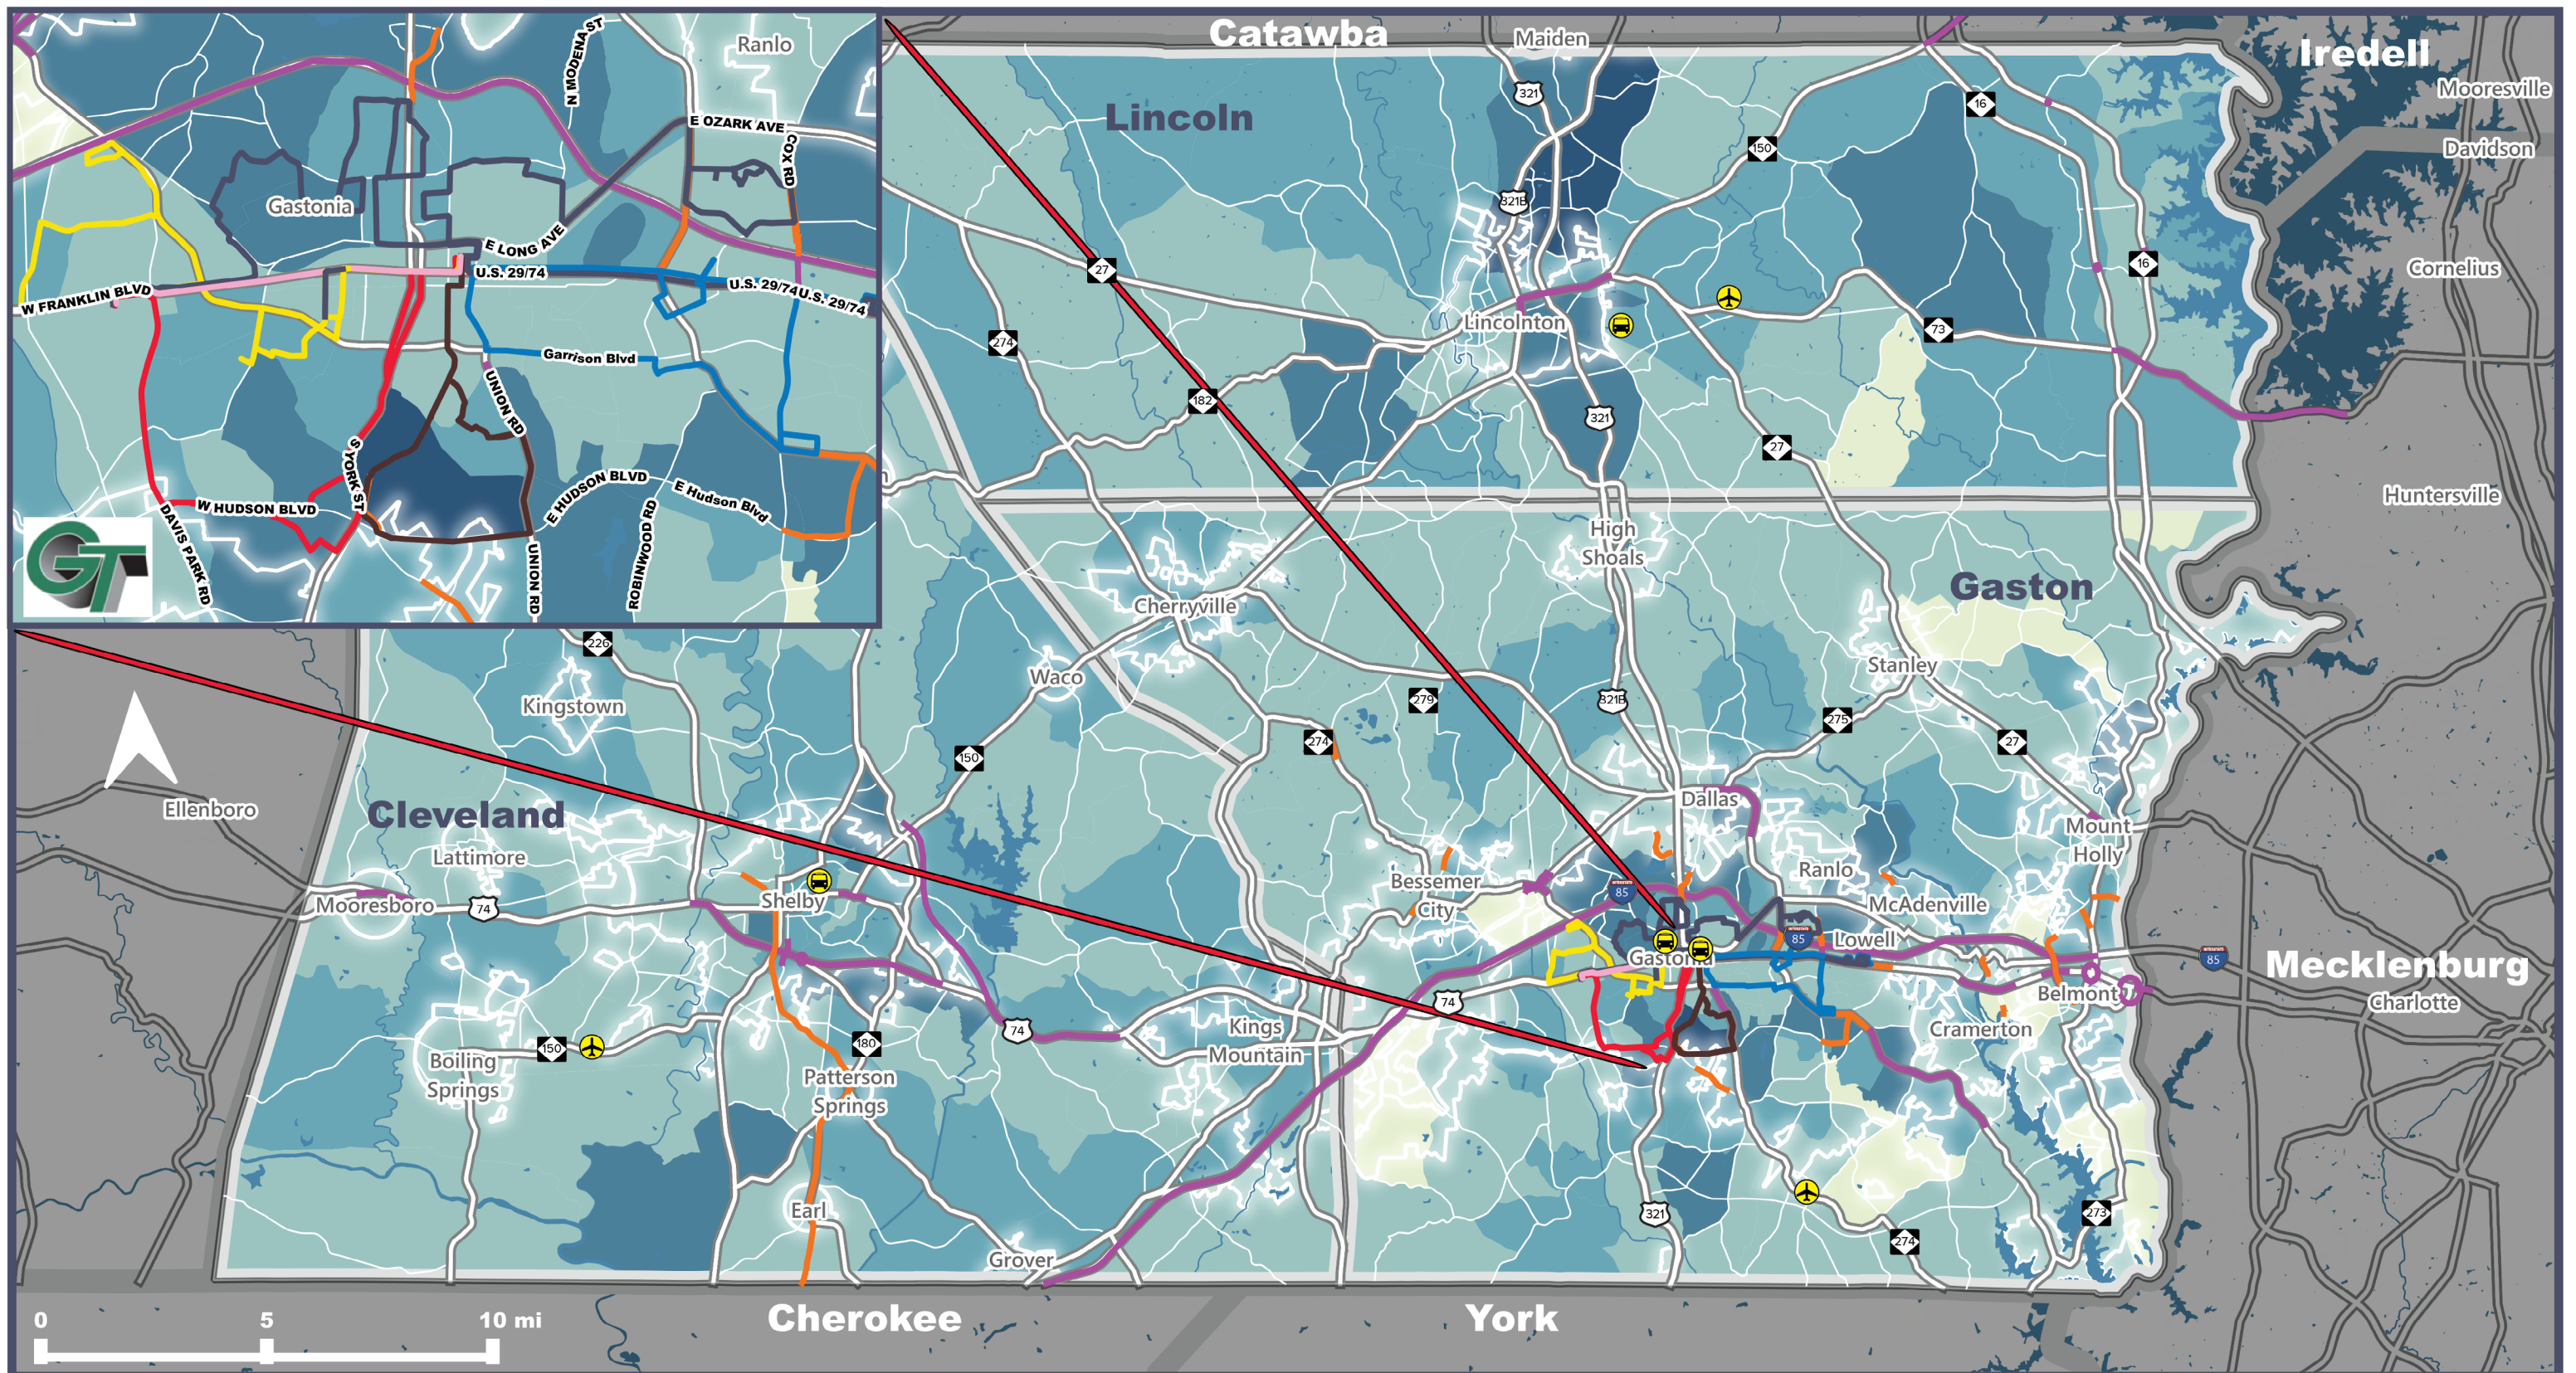 Catawba
Maiden
Iredell
Mooresville
Davidson
Cornelius
Huntersville
Lincoln
321
16
150
321B
27
274
182
Lincolnton
73
16
321
27
N MODENA ST
Ranlo
E OZARK AVE
COX RD
Gastonia
E LONG AVE
U.S. 29/74
U.S. 29/74
U.S. 29/74
W FRANKLIN BLVD
Garrison Blvd
UNION RD
S YORK ST
W HUDSON BLVD
E HUDSON BLVD
E Hudson Blvd
DAVIS PARK RD
UNION RD
ROBINWOOD RD
GT
High
Shoals
Gaston
Cherryville
Stanley
Waco
279
321B
275
274
27
150
226
Kingstown
Ellenboro
Cleveland
Lattimore
Mooresboro
74
Shelby
Dallas
Mount
Holly
Ranlo
Bessemer
City
INTERSTATE
85
McAdenville
INTERSTATE
85
Lowell
Gastonia
INTERSTATE
85
Mecklenburg
Charlotte
Belmont
74
74
Cramerton
Kings
Mountain
Boiling
Springs
150
180
Patterson
Springs
Earl
Grover
321
274
273
0
5
10 mi
Cherokee
York